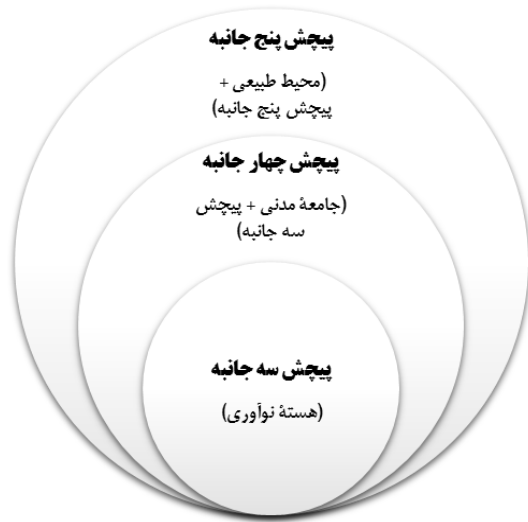 پیچش پنج جانبه
(محیط طبیعی +
پیچش پنج جانبه)
پیچش چهار جانبه
(جامعهٔ مدنی + پیچش
سه جانبه)
پیچش سه جانبه
(هستهٔ نوآوری)